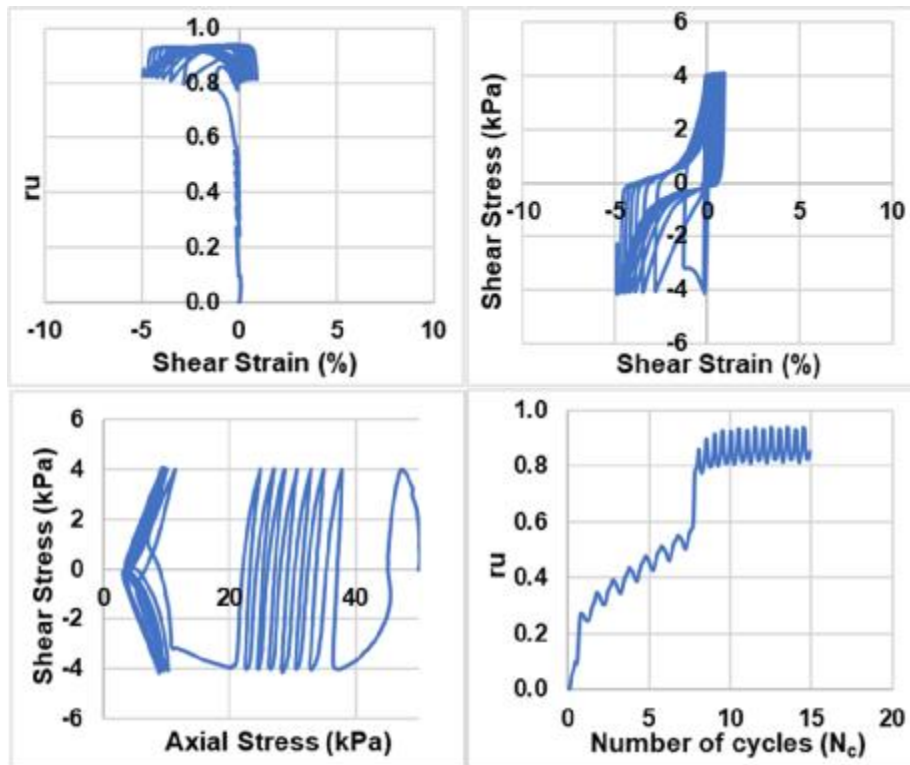 1.0
0.8
0.6
0.4
0.2
0.0
-10 -5 0 5 10
ru
Shear Strain (%)
6
4
2
0
-2
-4
-6
-10 -5 0 5 10
Shear Stress (kPa)
Shear Strain (%)
6
4
2
0
-2
-4
-6
0 20 40
Shear Stress (kPa)
Axial Stress (kPa)
1.0
0.8
0.6
0.4
0.2
0.0
0 5 10 15 20
ru
Number of cycles (Nc)